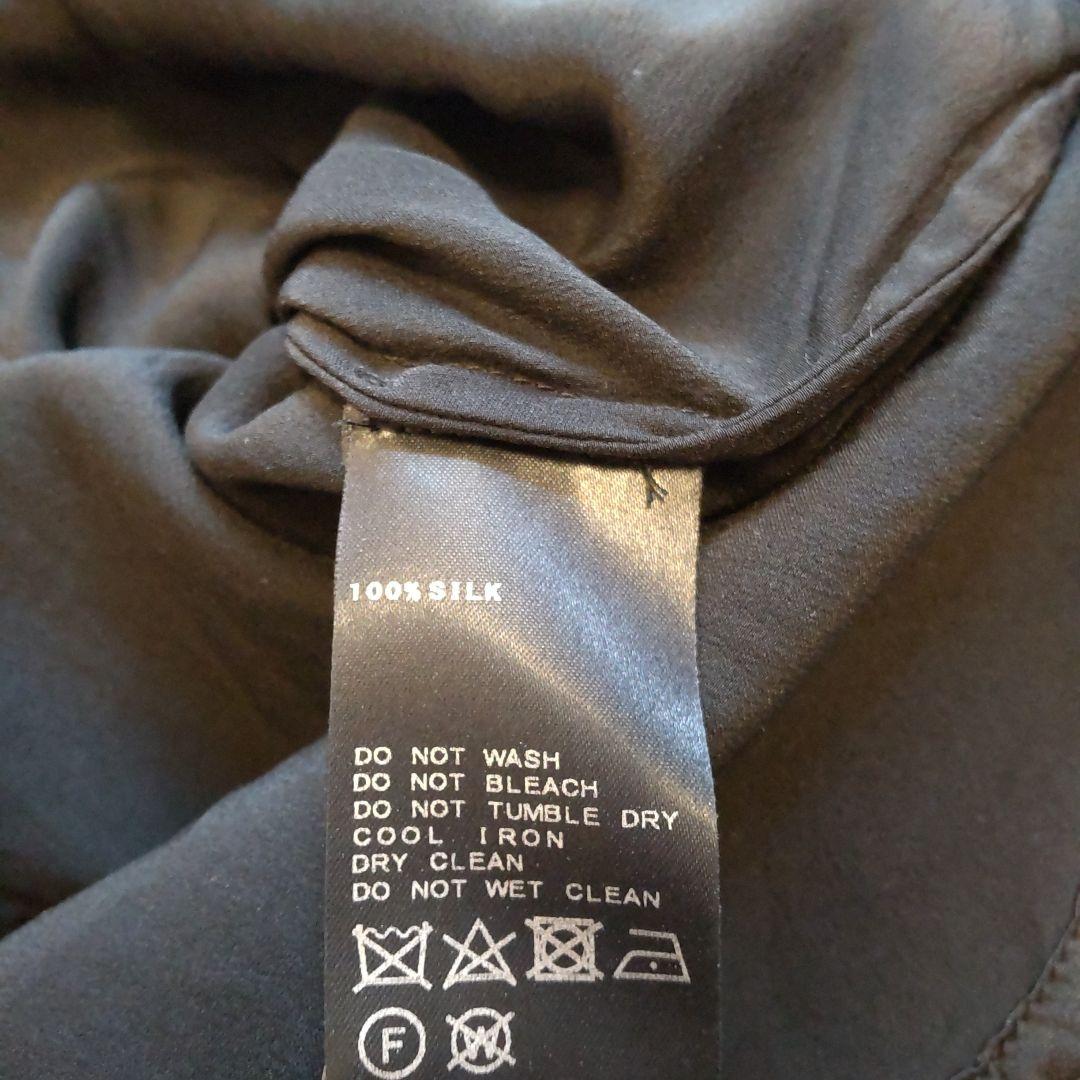 100% SILK
DO NOT WASH
DO NOT BLEACH
DO NOT TUMBLE DRY
COOL IRON
DRY CLEAN
DO NOT WET CLEAN
F W